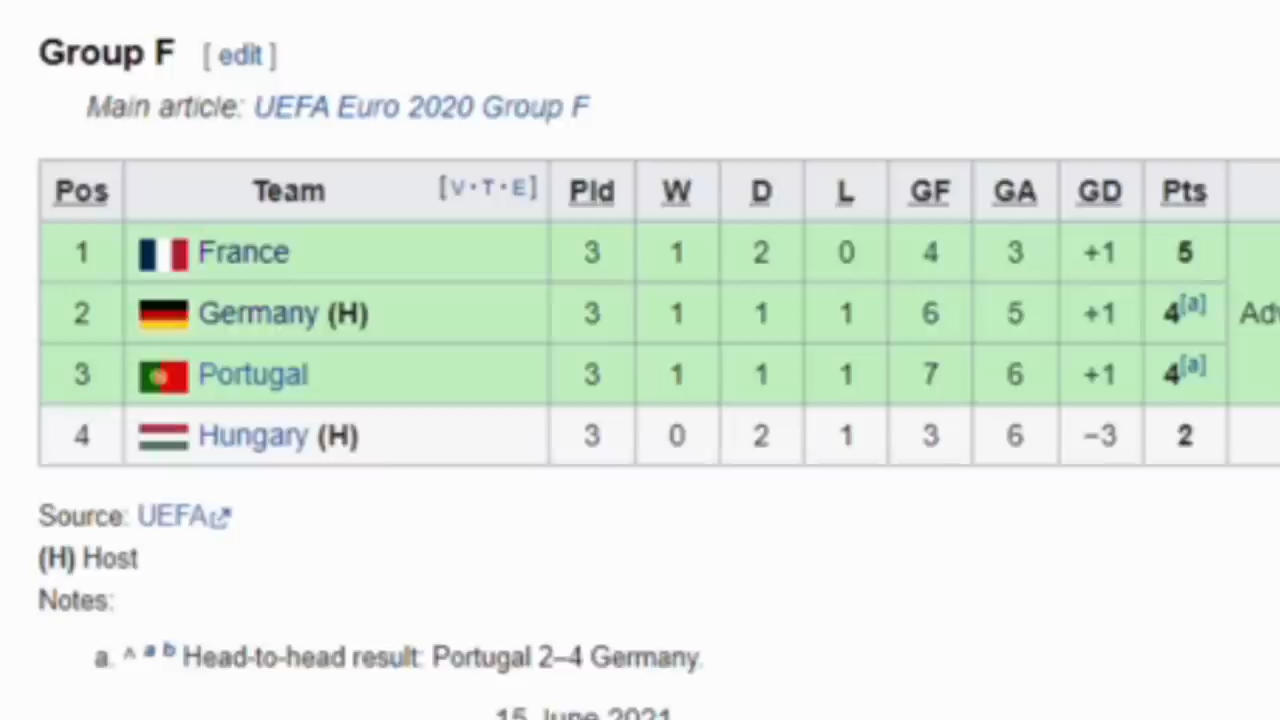 Group F [ edit ]
Main article: UEFA Euro 2020 Group F
Pos Team [V·T·E] Pld W D L GF GA GD Pts
1 France 3 1 2 0 4 3 +1 5
2 Germany (H) 3 1 1 1 6 5 +1 4[a] Adv
3 Portugal 3 1 1 1 7 6 +1 4[a]
4 Hungary (H) 3 0 2 1 3 6 −3 2
Source: UEFA
(H) Host
Notes:
a. ^ a b Head-to-head result: Portugal 2–4 Germany.
15 June 2021